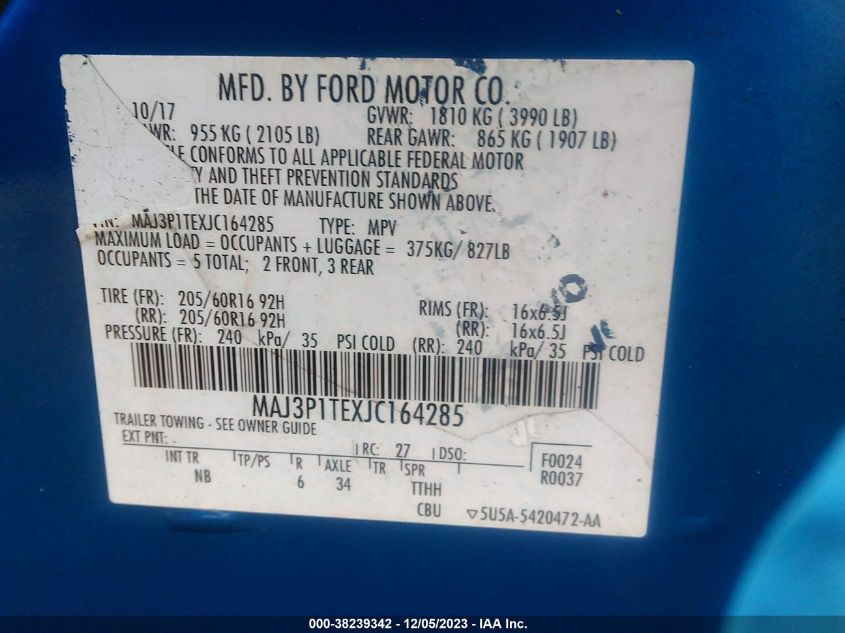 MFD. BY FORD MOTOR CO.
10/17 GVWR: 1810 KG ( 3990 LB)
WR: 955 KG ( 2105 LB) REAR GAWR: 865 KG ( 1907 LB)
LE CONFORMS TO ALL APPLICABLE FEDERAL MOTOR
Y AND THEFT PREVENTION STANDARDS
THE DATE OF MANUFACTURE SHOWN ABOVE.
IN: MAJ3P1TEXJC164285 TYPE: MPV
MAXIMUM LOAD = OCCUPANTS + LUGGAGE = 375KG/ 827LB
OCCUPANTS = 5 TOTAL; 2 FRONT, 3 REAR
TIRE (FR): 205/60R16 92H RIMS (FR): 16x6.5J
(RR): 205/60R16 92H (RR): 16x6.5J
PRESSURE (FR): 240 kPa/ 35 PSI COLD (RR): 240 kPa/ 35 PSI COLD
MAJ3P1TEXJC164285
TRAILER TOWING - SEE OWNER GUIDE
EXT PNT: RC: 27 DSO: F0024
INT TR TP/PS R AXLE TR SPR R0037
NB 6 34 TTHH
CBU ▽5U5A-5420472-AA
000-38239342 - 12/05/2023 - IAA Inc.